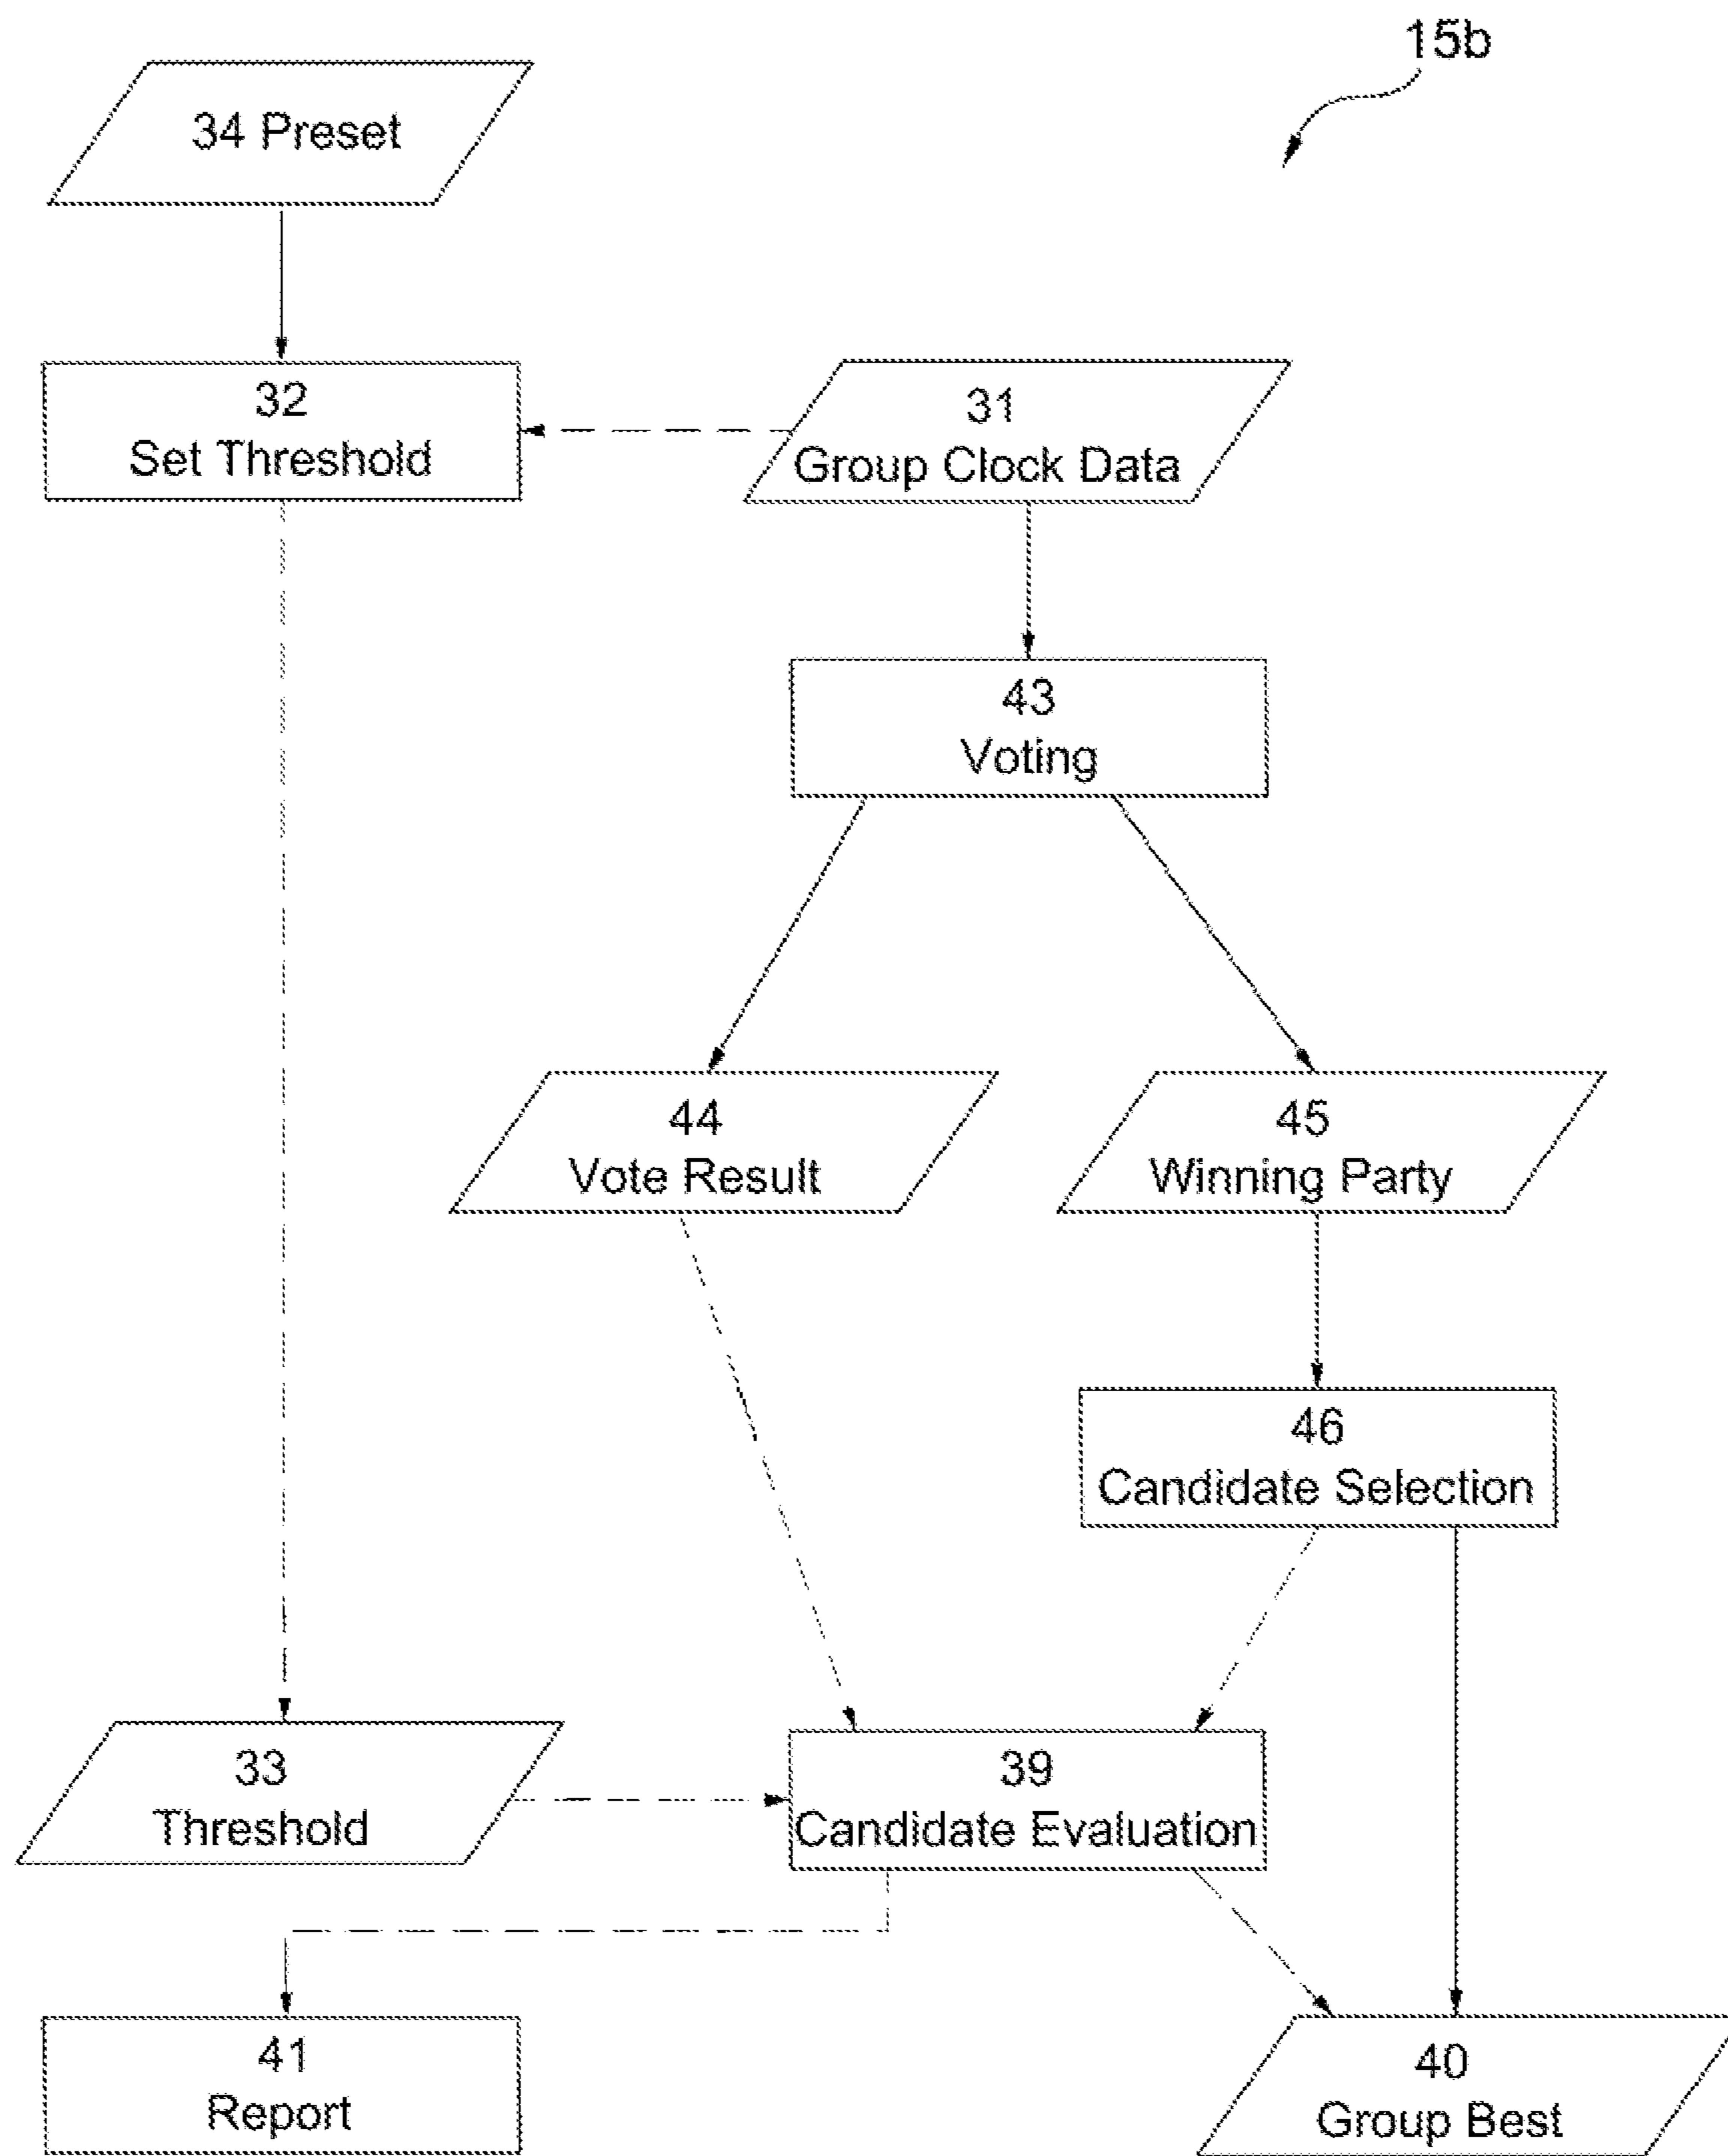 15b
34 Preset
32
Set Threshold
31
Group Clock Data
43
Voting
44
Vote Result
45
Winning Party
46
Candidate Selection
33
Threshold
39
Candidate Evaluation
41
Report
40
Group Best